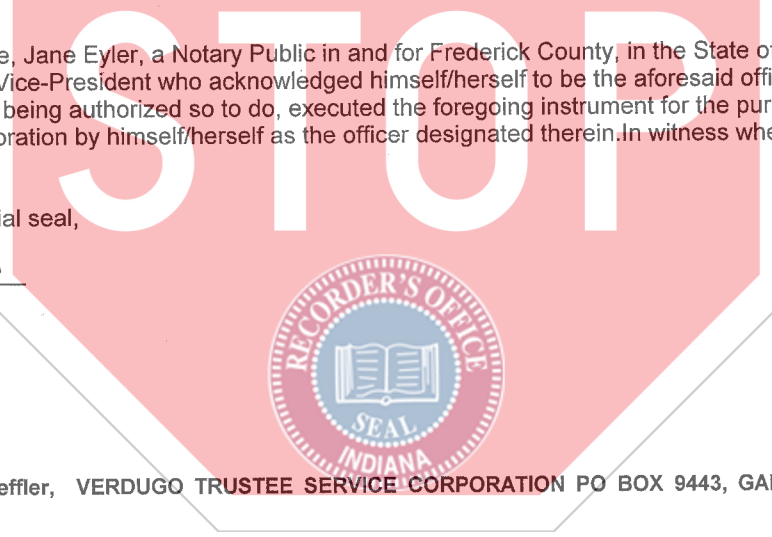 STOP
e, Jane Eyler, a Notary Public in and for Frederick County, in the State of
Vice-President who acknowledged himself/herself to be the aforesaid offi
being authorized so to do, executed the foregoing instrument for the pur
oration by himself/herself as the officer designated therein.In witness whe
ial seal,
RECORDER'S OFFICE
SEAL
INDIANA
effler, VERDUGO TRUSTEE SERVICE CORPORATION PO BOX 9443, GAI